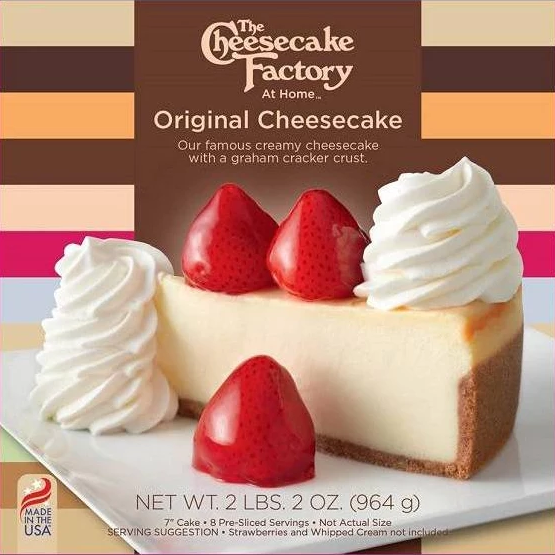 The
Cheesecake
Factory
At Home™
Original Cheesecake
Our famous creamy cheesecake
with a graham cracker crust.
MADE
IN THE
USA
NET WT. 2 LBS. 2 OZ. (964 g)
7" Cake • 8 Pre-Sliced Servings • Not Actual Size
SERVING SUGGESTION • Strawberries and Whipped Cream not included